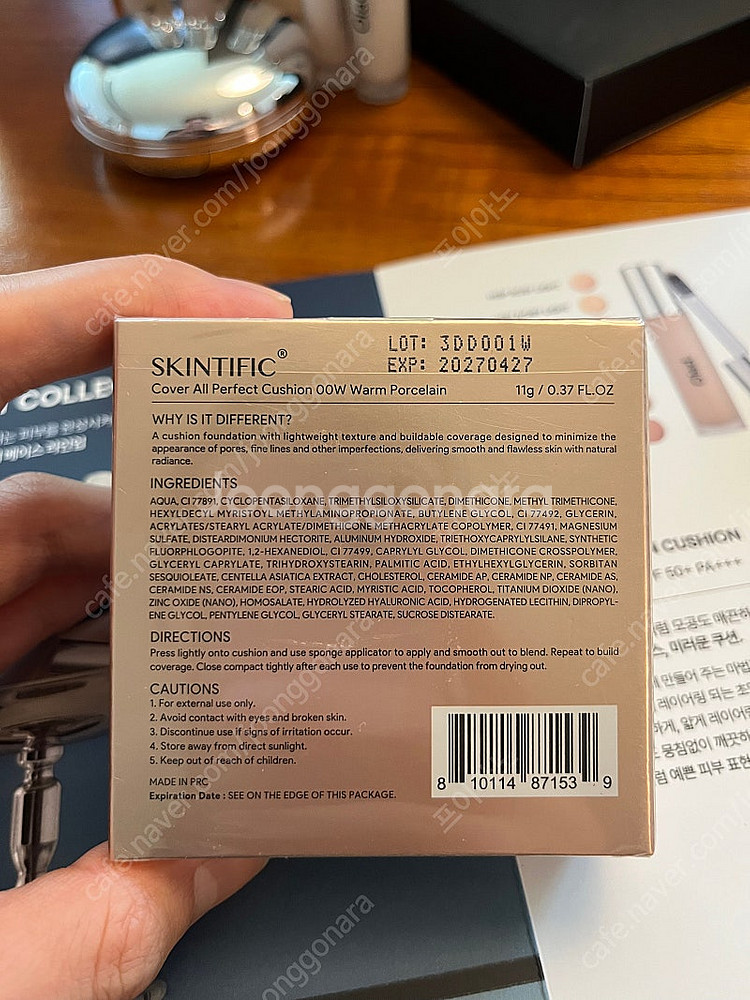 SKINTIFIC®
LOT: 3DD001W
EXP: 20270427
Cover All Perfect Cushion 00W Warm Porcelain
11g / 0.37 FL.OZ
WHY IS IT DIFFERENT?
A cushion foundation with lightweight texture and buildable coverage designed to minimize the
appearance of pores, fine lines and other imperfections, delivering smooth and flawless skin with natural
radiance.
INGREDIENTS
AQUA, CI 77891, CYCLOPENTASILOXANE, TRIMETHYLSILOXYSILICATE, DIMETHICONE, METHYL TRIMETHICONE,
HEXYLDECYL MYRISTOYL METHYLAMINOPROPIONATE, BUTYLENE GLYCOL, CI 77492, GLYCERIN,
ACRYLATES/STEARYL ACRYLATE/DIMETHICONE METHACRYLATE COPOLYMER, CI 77491, MAGNESIUM
SULFATE, DISTEARDIMONIUM HECTORITE, ALUMINUM HYDROXIDE, TRIETHOXYCAPRYLYLSILANE, SYNTHETIC
FLUORPHLOGOPITE, 1,2-HEXANEDIOL, CI 77499, CAPRYLYL GLYCOL, DIMETHICONE CROSSPOLYMER,
GLYCERYL CAPRYLATE, TRIHYDROXYSTEARIN, PALMITIC ACID, ETHYLHEXYLGLYCERIN, SORBITAN
SESQUIOLEATE, CENTELLA ASIATICA EXTRACT, CHOLESTEROL, CERAMIDE AP, CERAMIDE NP, CERAMIDE AS,
CERAMIDE NS, CERAMIDE EOP, STEARIC ACID, MYRISTIC ACID, TOCOPHEROL, TITANIUM DIOXIDE (NANO),
ZINC OXIDE (NANO), HOMOSALATE, HYDROLYZED HYALURONIC ACID, HYDROGENATED LECITHIN, DIPROPYL-
ENE GLYCOL, PENTYLENE GLYCOL, GLYCERYL STEARATE, SUCROSE DISTEARATE.
DIRECTIONS
Press lightly onto cushion and use sponge applicator to apply and smooth out to blend. Repeat to build
coverage. Close compact tightly after each use to prevent the foundation from drying out.
CAUTIONS
1. For external use only.
2. Avoid contact with eyes and broken skin.
3. Discontinue use if signs of irritation occur.
4. Store away from direct sunlight.
5. Keep out of reach of children.
MADE IN PRC
Expiration Date : SEE ON THE EDGE OF THIS PACKAGE.
8 10114 87153 9
Joonggonara
cafe.naver.com/joonggonara
프이야노
COLLE
CUSHION
50+ PA+++